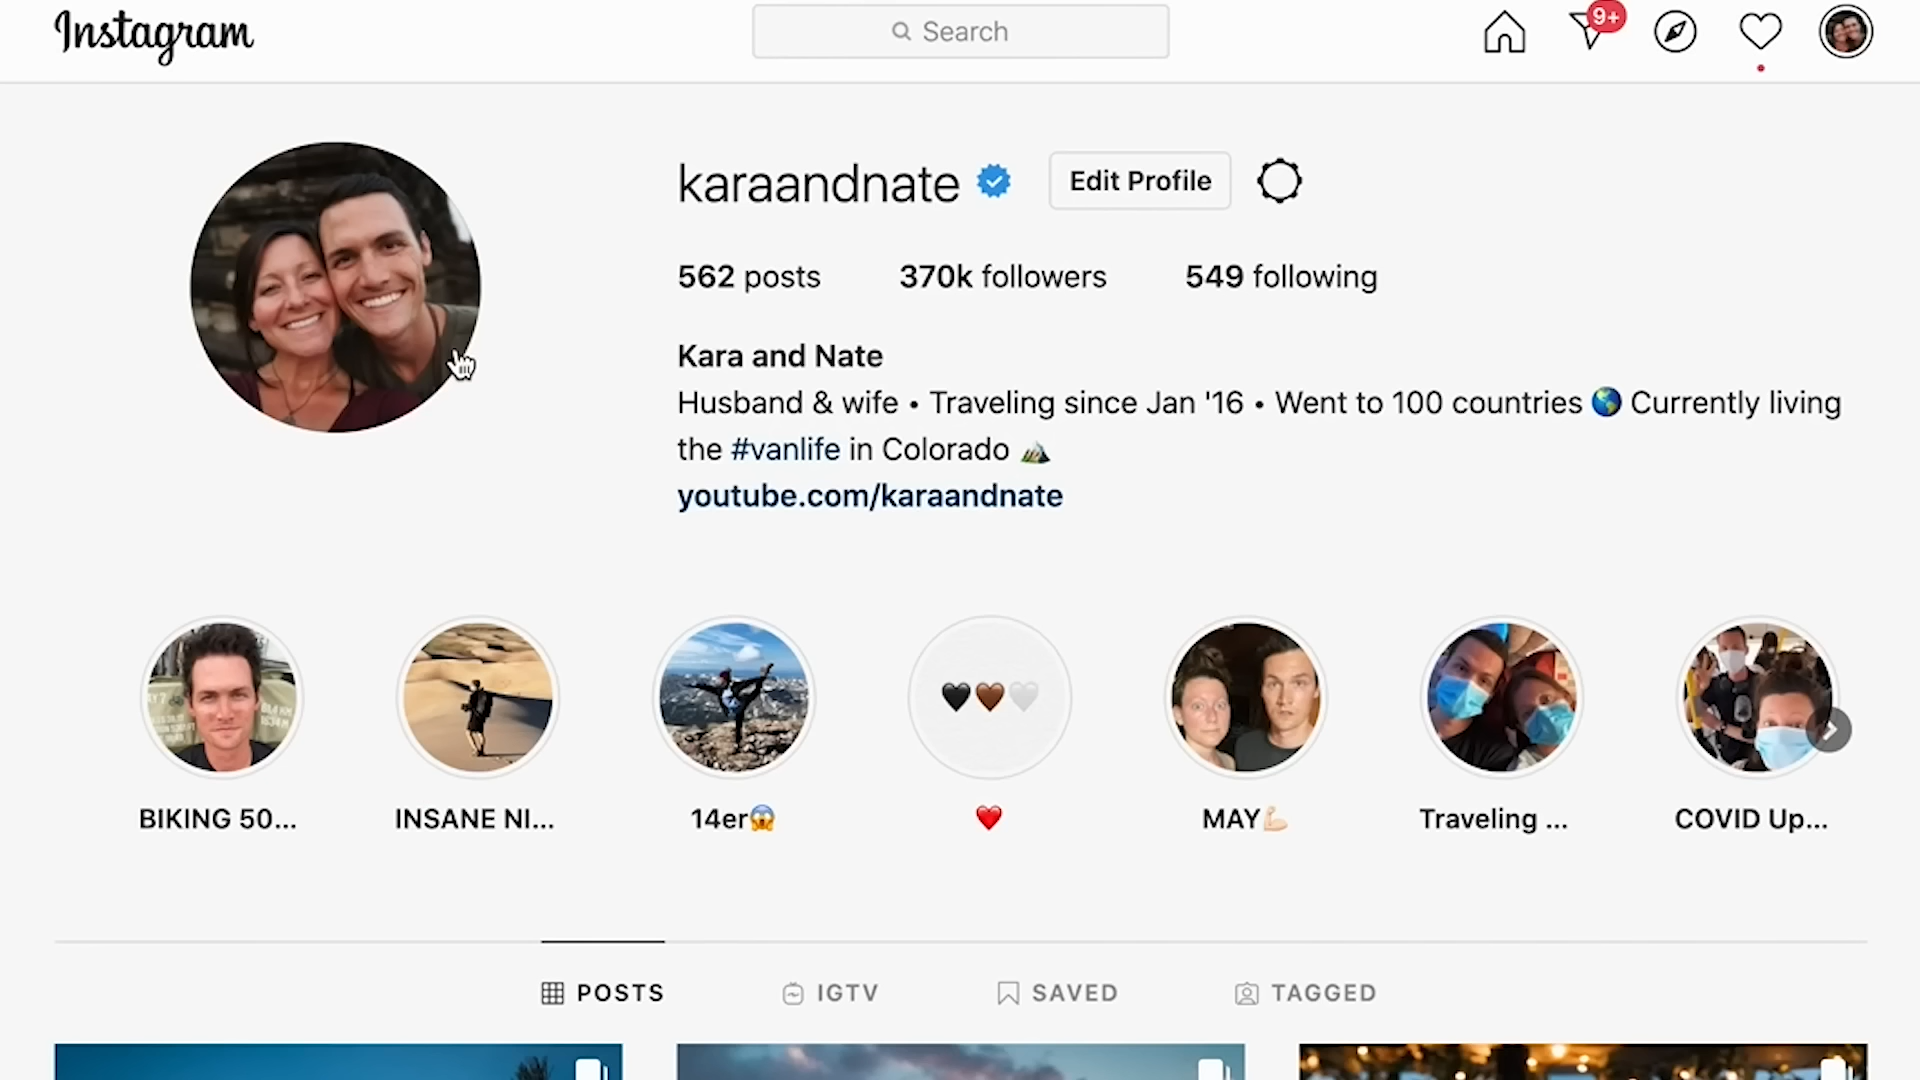 Instagram
Search
9+
karaandnate
Edit Profile
562 posts
370k followers
549 following
Kara and Nate
Husband & wife • Traveling since Jan '16 • Went to 100 countries 🌎 Currently living
the #vanlife in Colorado 🏔️
youtube.com/karaandnate
🖤🤎🤍
BIKING 50...
INSANE NI...
14er😱
❤️
MAY💪🏻
Traveling ...
COVID Up...
POSTS
IGTV
SAVED
TAGGED